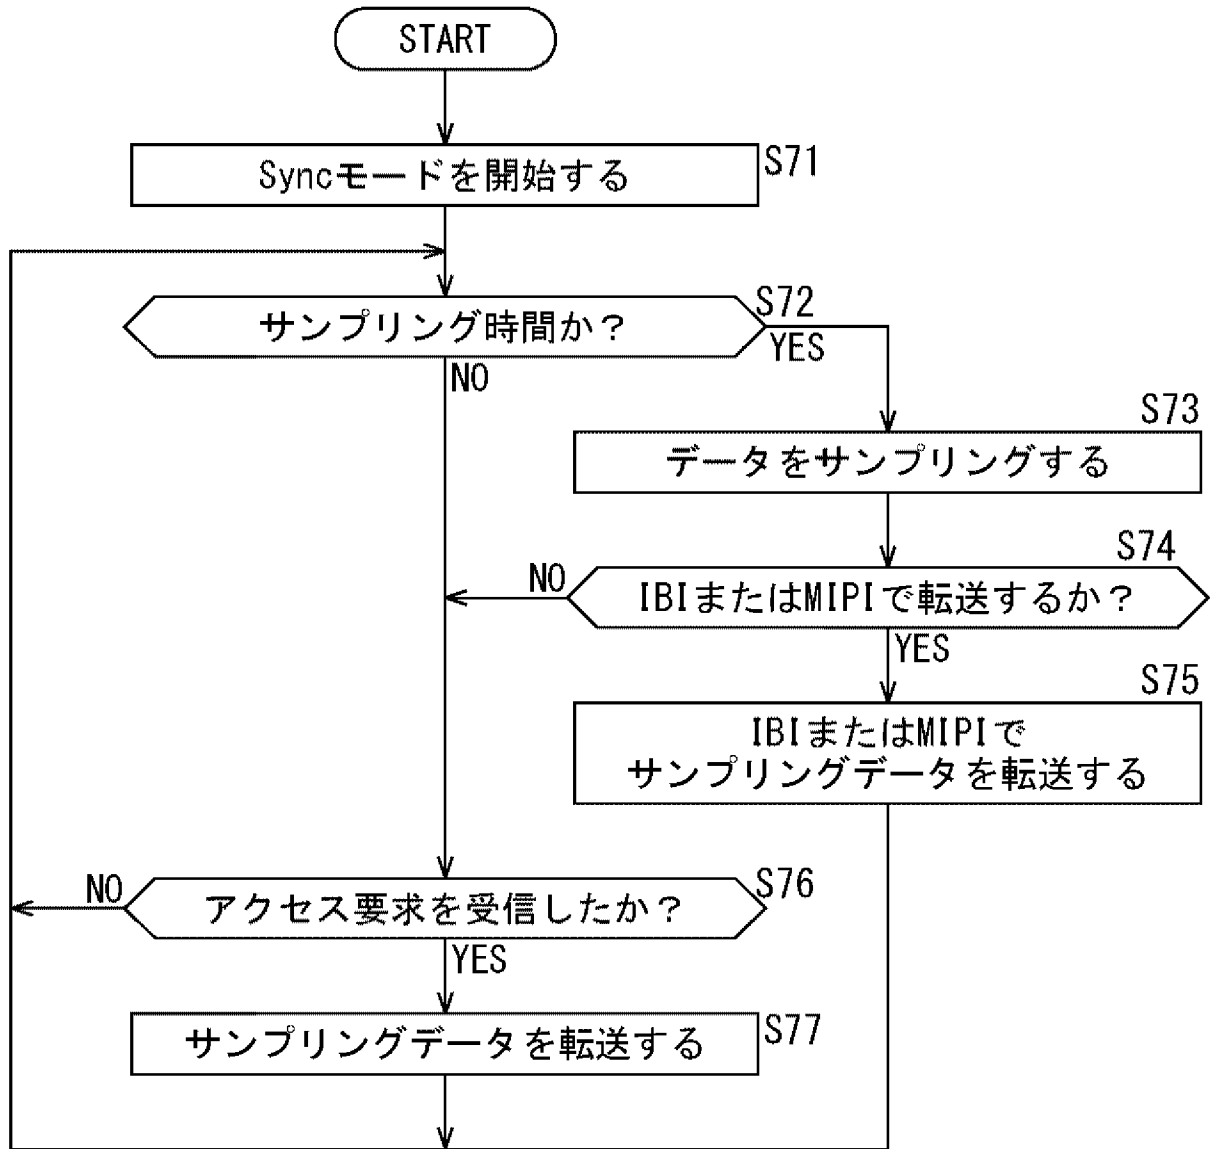 START
Syncモードを開始する
S71
サンプリング時間か？
S72
YES
NO
S73
データをサンプリングする
S74
NO
IBIまたはMIPIで転送するか？
YES
S75
IBIまたはMIPIで
サンプリングデータを転送する
NO
アクセス要求を受信したか？
S76
YES
サンプリングデータを転送する
S77